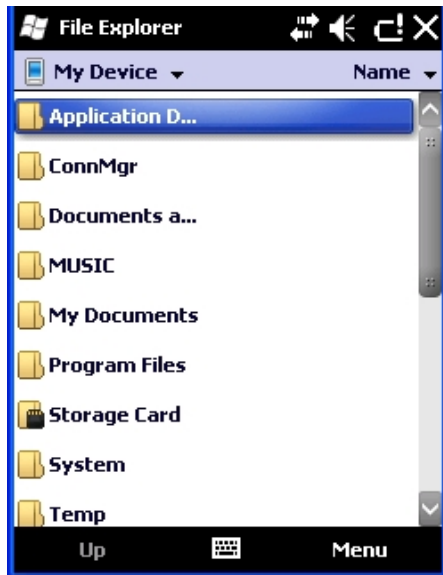 File Explorer
My Device Name
Application D...
ConnMgr
Documents a...
MUSIC
My Documents
Program Files
Storage Card
System
Temp
Up Menu